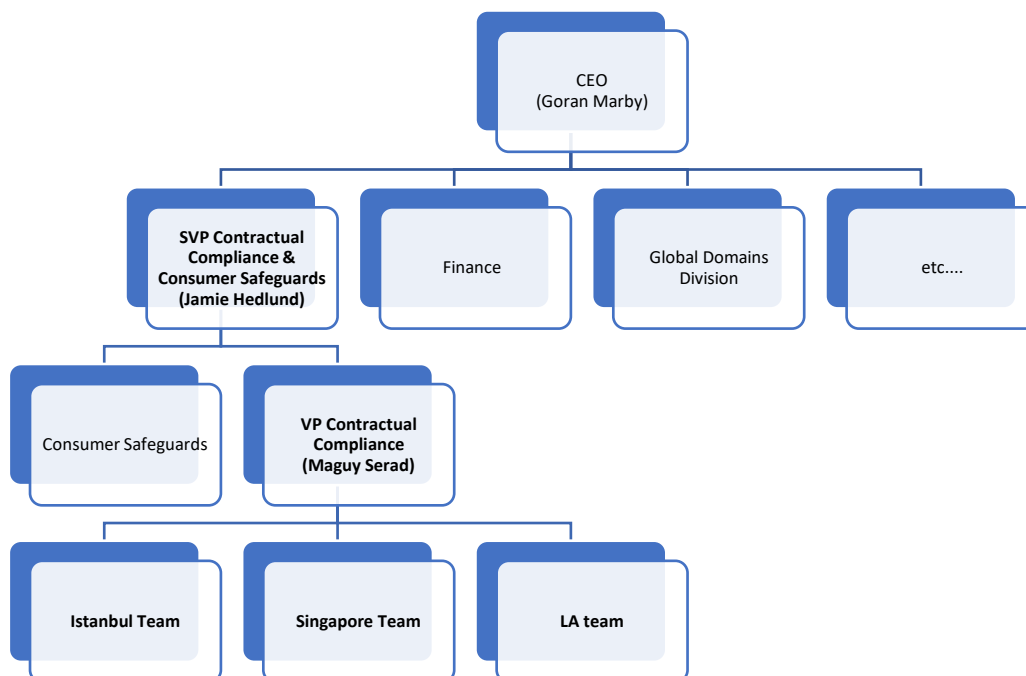 CEO
(Goran Marby)
SVP Contractual
Compliance &
Consumer Safeguards
(Jamie Hedlund)
Finance
Global Domains
Division
etc....
Consumer Safeguards
VP Contractual
Compliance
(Maguy Serad)
Istanbul Team
Singapore Team
LA team